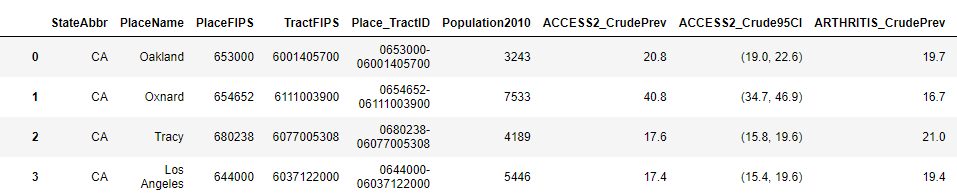 StateAbbr PlaceName PlaceFIPS TractFIPS Place_TractID Population2010 ACCESS2_CrudePrev ACCESS2_Crude95CI ARTHRITIS_CrudePrev
0 CA Oakland 653000 6001405700 0653000-
06001405700 3243 20.8 (19.0, 22.6) 19.7
1 CA Oxnard 654652 6111003900 0654652-
06111003900 7533 40.8 (34.7, 46.9) 16.7
2 CA Tracy 680238 6077005308 0680238-
06077005308 4189 17.6 (15.8, 19.6) 21.0
3 CA Los
Angeles 644000 6037122000 0644000-
06037122000 5446 17.4 (15.4, 19.6) 19.4